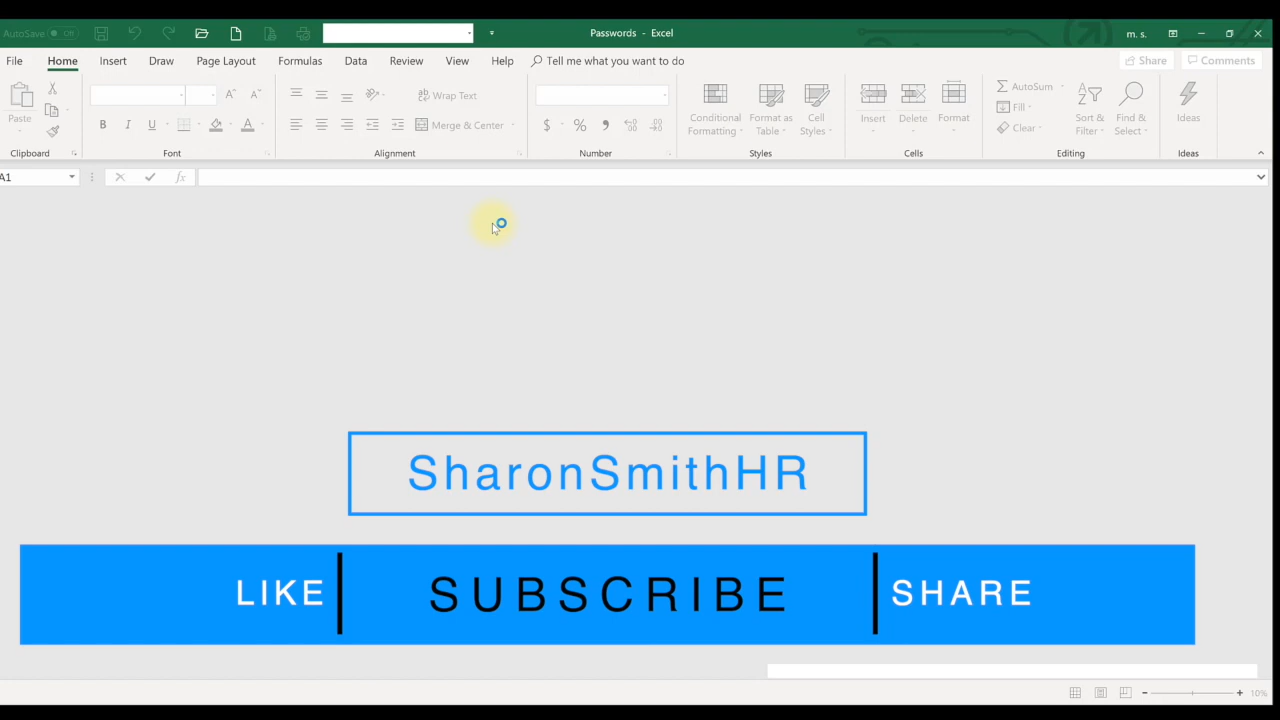 AutoSave Off
Passwords - Excel
m. s.
File Home Insert Draw Page Layout Formulas Data Review View Help Tell me what you want to do
Share Comments
Paste
B I U A A A
Wrap Text
Merge & Center
$ % ,
Conditional Formatting
Format as Table
Cell Styles
Insert
Delete
Format
AutoSum
Fill
Clear
Sort & Filter
Find & Select
Ideas
Clipboard Font Alignment Number Styles Cells Editing Ideas
A1 fx
SharonSmithHR
LIKE SUBSCRIBE SHARE
10%